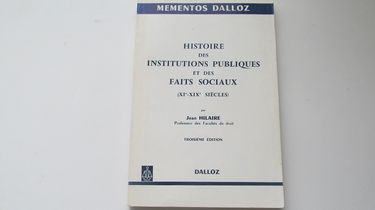 MEMENTOS DALLOZ
HISTOIRE
DES
INSTITUTIONS PUBLIQUES
ET DES
FAITS SOCIAUX
(XIe-XIXe SIÈCLES)
par
Jean HILAIRE
Professeur des Facultés de droit
TROISIÈME ÉDITION
DALLOZ